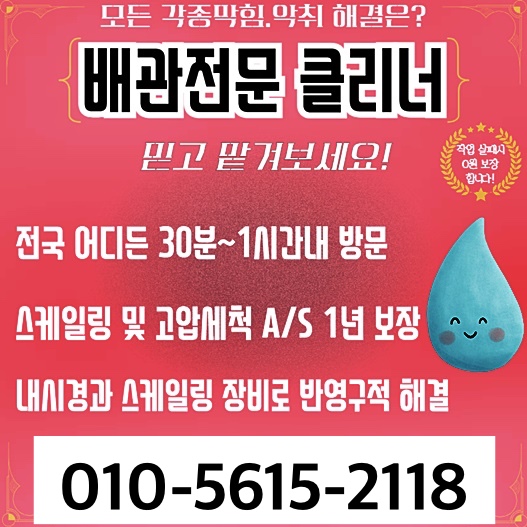 모든 각종막힘.악취 해결은?
배관전문 클리너
믿고 맡겨보세요!
작업 실패시
0원 보장
합니다!
전국 어디든 30분~1시간내 방문
스케일링 및 고압세척 A/S 1년 보장
내시경과 스케일링 장비로 반영구적 해결
010-5615-2118